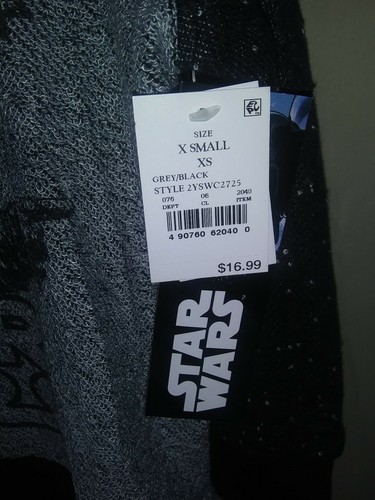 SIZE
X SMALL
XS
GREY/BLACK
STYLE 2YSWC2725
076 06 2040
DEPT CL ITEM
4 90760 62040 0
$16.99
STAR
WARS